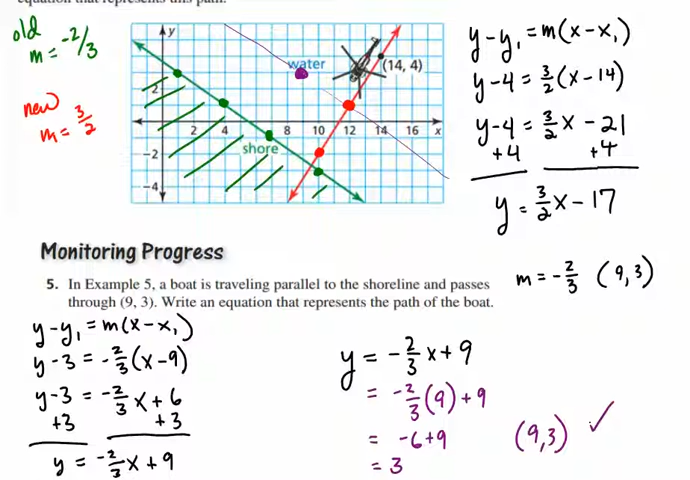 equation that represents this path.
old
m = -2/3
new
m = 3/2
y
water
(14, 4)
2
2 4 8 10 12 14 16 x
shore
-2
-4
y-y₁ = m(x-x₁)
y-4 = 3/2(x-14)
y-4 = 3/2x - 21
+4 +4
y = 3/2x - 17
Monitoring Progress
5. In Example 5, a boat is traveling parallel to the shoreline and passes
through (9, 3). Write an equation that represents the path of the boat.
m = -2/3 (9,3)
y-y₁ = m(x-x₁)
y-3 = -2/3(x-9)
y-3 = -2/3x + 6
+3 +3
y = -2/3x + 9
y = -2/3x + 9
= -2/3(9) + 9
= -6+9
= 3
(9,3) ✓